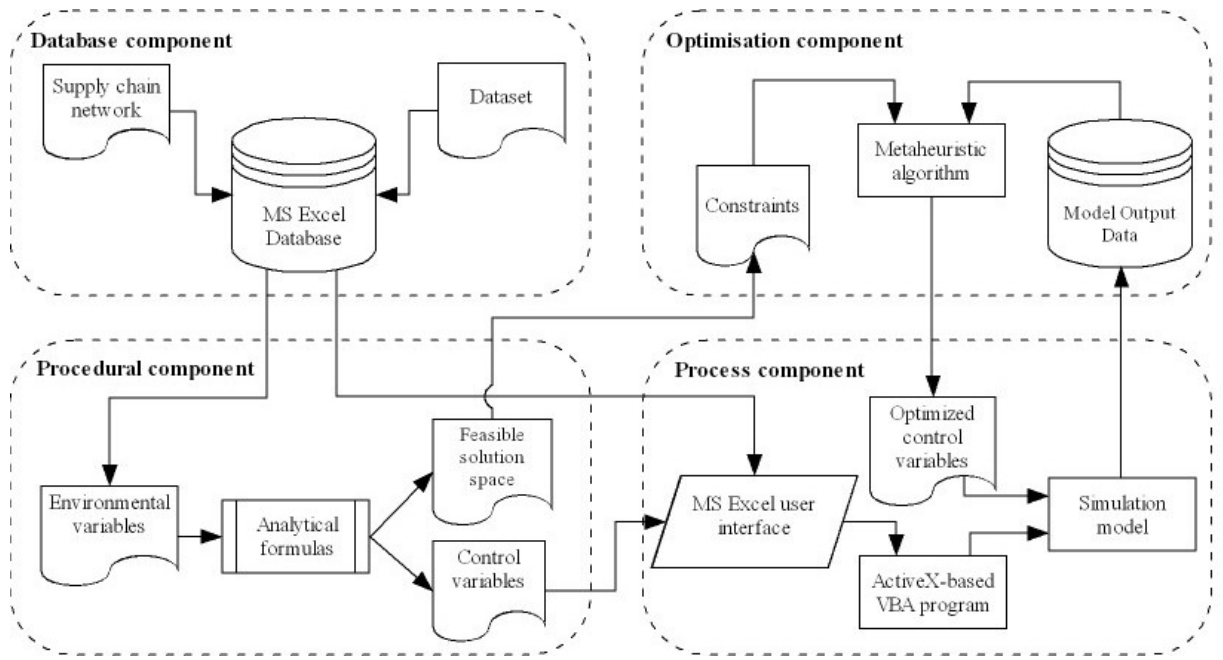 Database component
Supply chain
network
Dataset
MS Excel
Database
Optimisation component
Constraints
Metaheuristic
algorithm
Model Output
Data
Procedural component
Environmental
variables
Analytical
formulas
Feasible
solution
space
Control
variables
Process component
MS Excel user
interface
Optimized
control
variables
ActiveX-based
VBA program
Simulation
model